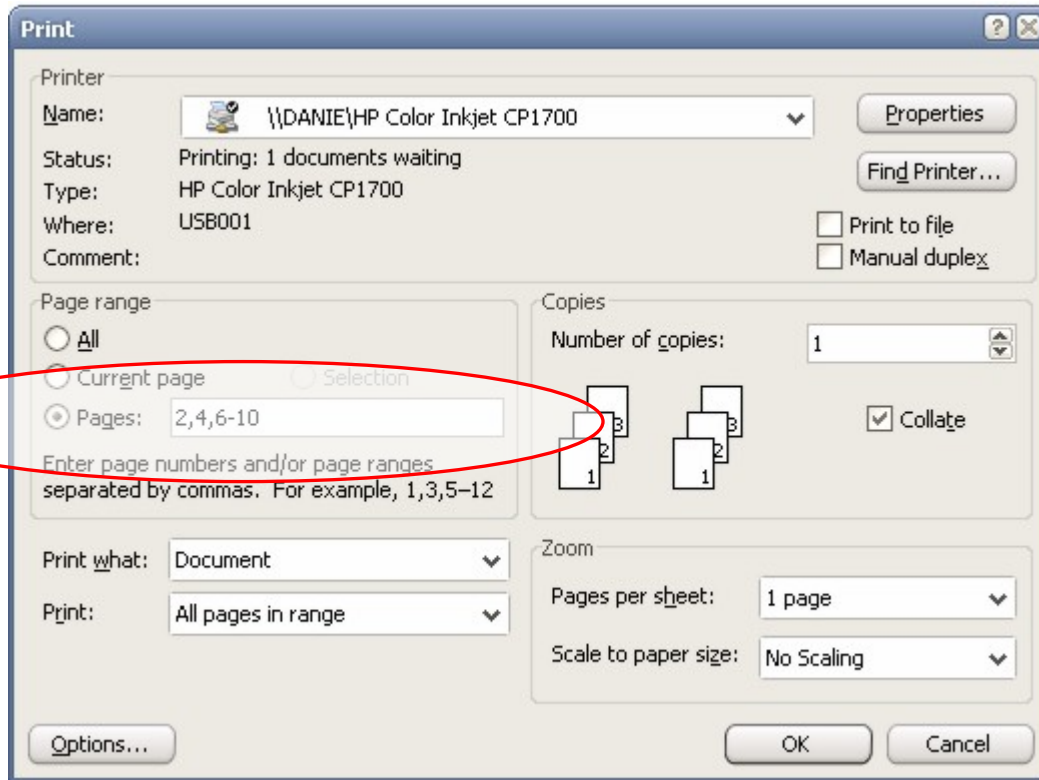 Print
Printer
Name: \\DANIE\HP Color Inkjet CP1700 Properties
Status: Printing: 1 documents waiting
Find Printer...
Type: HP Color Inkjet CP1700
Where: USB001
Print to file
Comment:
Manual duplex
Page range
All
Current page Selection
Pages: 2,4,6-10
Enter page numbers and/or page ranges
separated by commas. For example, 1,3,5–12
Copies
Number of copies: 1
3
2
1
3
2
1
Collate
Print what: Document
Print: All pages in range
Zoom
Pages per sheet: 1 page
Scale to paper size: No Scaling
Options... OK Cancel